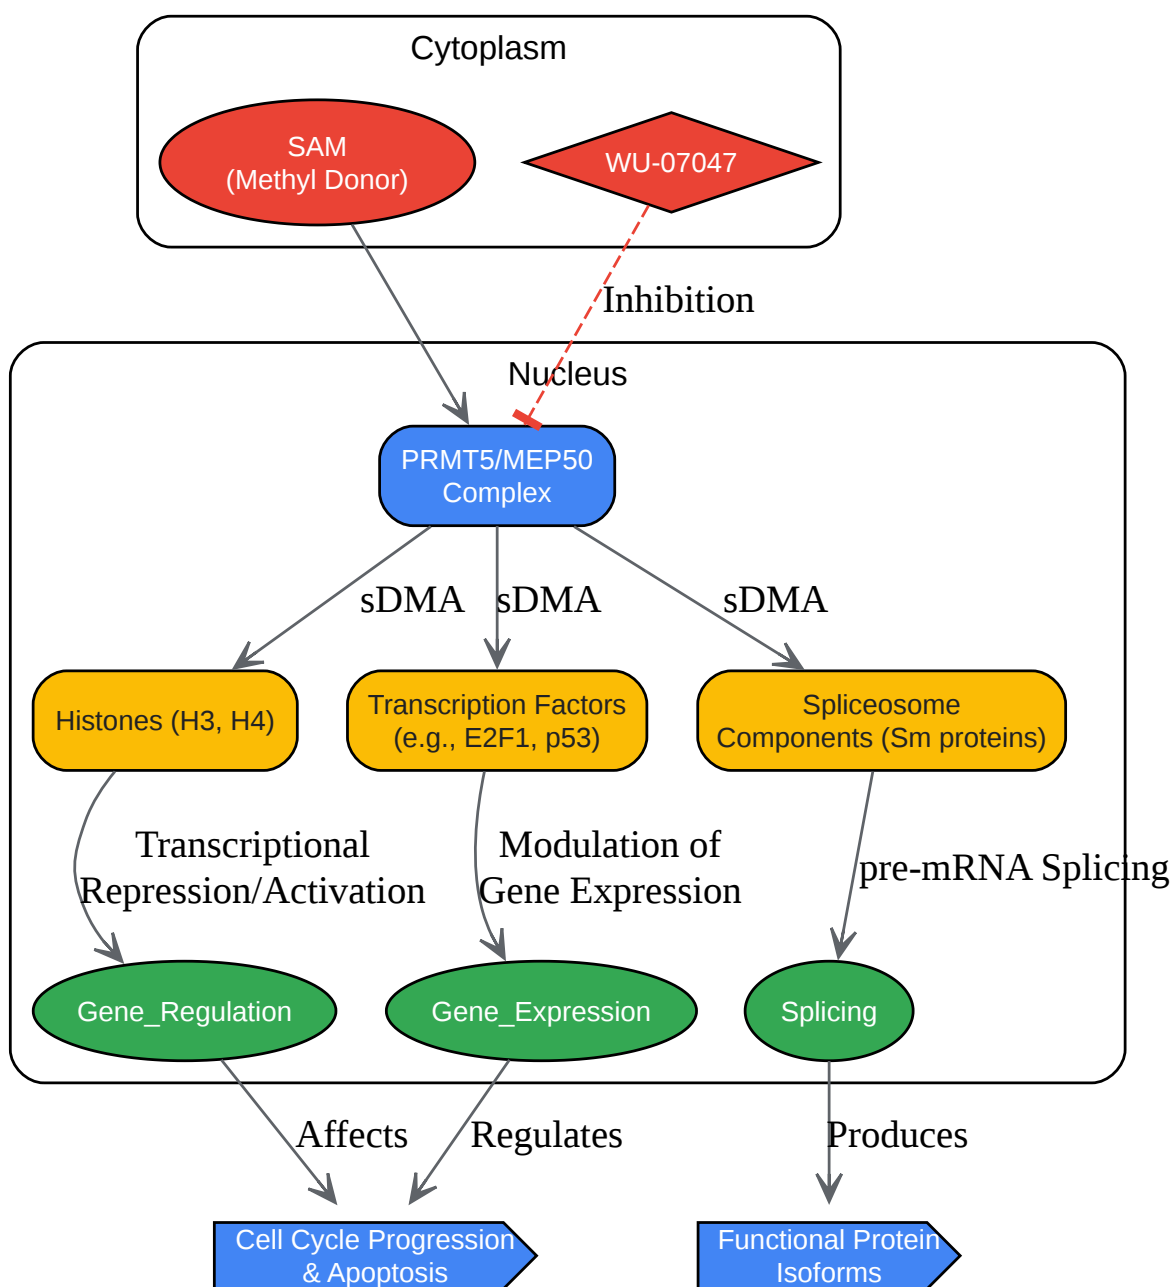 Cytoplasm
SAM
(Methyl Donor)
WU-07047
Inhibition
Nucleus
PRMT5/MEP50
Complex
sDMA
sDMA
sDMA
Histones (H3, H4)
Transcription Factors
(e.g., E2F1, p53)
Spliceosome
Components (Sm proteins)
Transcriptional
Repression/Activation
Modulation of
Gene Expression
pre-mRNA Splicing
Gene_Regulation
Gene_Expression
Splicing
Affects
Regulates
Produces
Cell Cycle Progression
& Apoptosis
Functional Protein
Isoforms